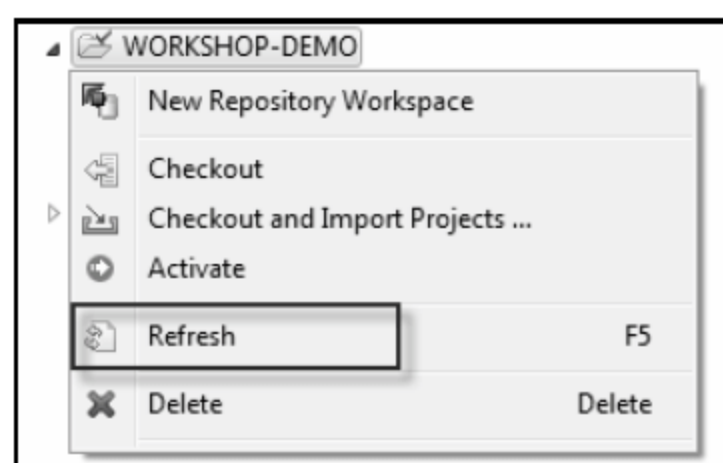 WORKSHOP-DEMO
New Repository Workspace
Checkout
Checkout and Import Projects ...
Activate
Refresh F5
Delete Delete